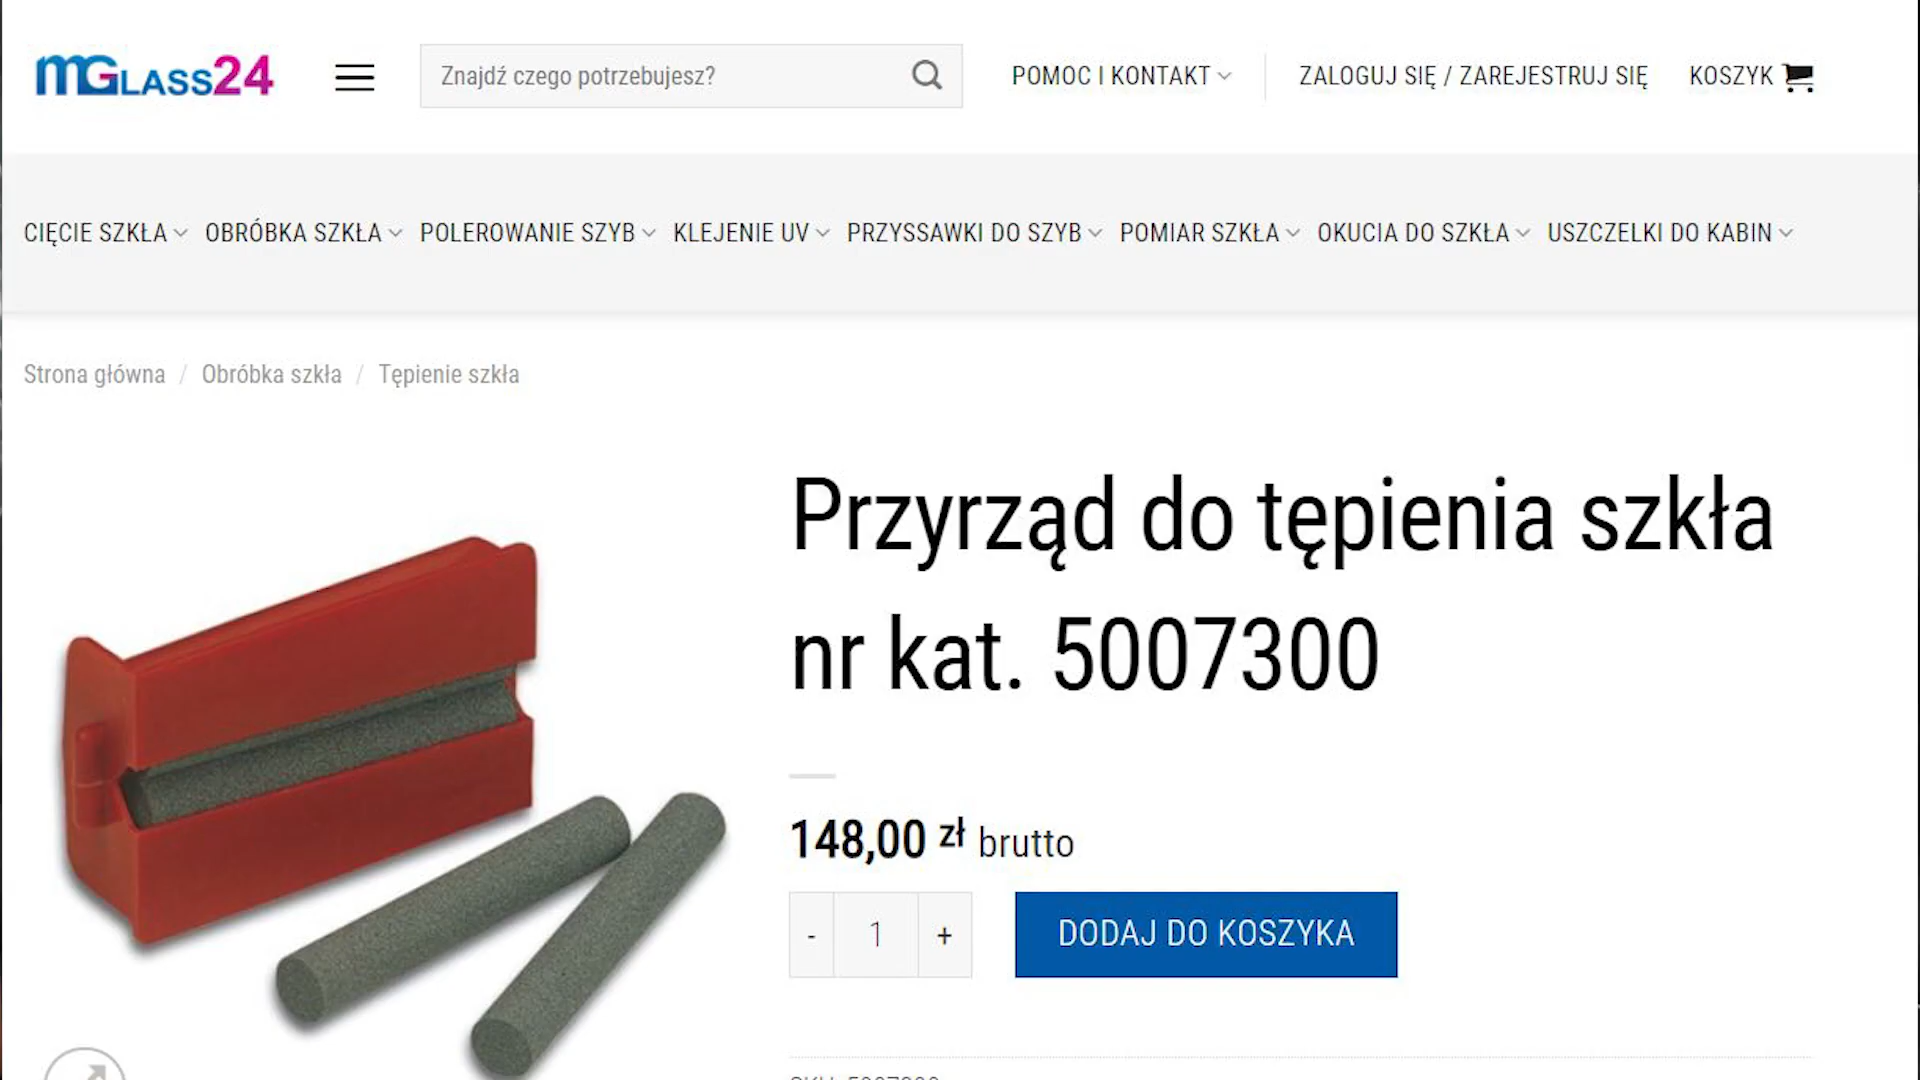 mGLASS24
Znajdź czego potrzebujesz?
POMOC I KONTAKT
ZALOGUJ SIĘ / ZAREJESTRUJ SIĘ
KOSZYK
CIĘCIE SZKŁA OBRÓBKA SZKŁA POLEROWANIE SZYB KLEJENIE UV PRZYSSAWKI DO SZYB POMIAR SZKŁA OKUCIA DO SZKŁA USZCZELKI DO KABIN
Strona główna / Obróbka szkła / Tępienie szkła
Przyrząd do tępienia szkła
nr kat. 5007300
148,00 zł brutto
- 1 +
DODAJ DO KOSZYKA